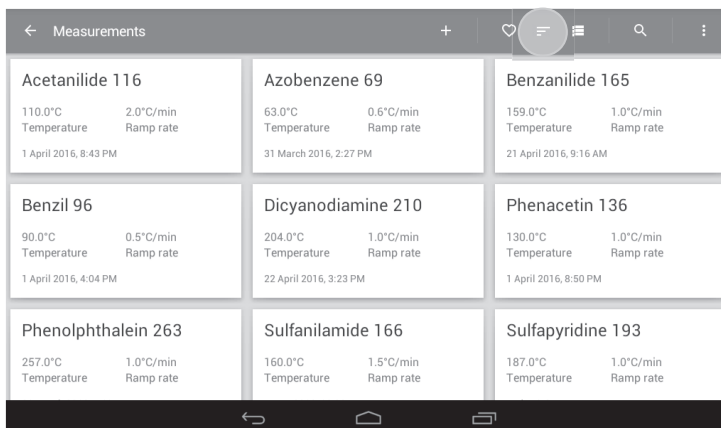 Measurements
Acetanilide 116
110.0°C 2.0°C/min
Temperature Ramp rate
1 April 2016, 8:43 PM
Azobenzene 69
63.0°C 0.6°C/min
Temperature Ramp rate
31 March 2016, 2:27 PM
Benzanilide 165
159.0°C 1.0°C/min
Temperature Ramp rate
21 April 2016, 9:16 AM
Benzil 96
90.0°C 0.5°C/min
Temperature Ramp rate
1 April 2016, 4:04 PM
Dicyanodiamine 210
204.0°C 1.0°C/min
Temperature Ramp rate
22 April 2016, 3:23 PM
Phenacetin 136
130.0°C 1.0°C/min
Temperature Ramp rate
1 April 2016, 8:50 PM
Phenolphthalein 263
257.0°C 1.0°C/min
Temperature Ramp rate
Sulfanilamide 166
160.0°C 1.5°C/min
Temperature Ramp rate
Sulfapyridine 193
187.0°C 1.0°C/min
Temperature Ramp rate